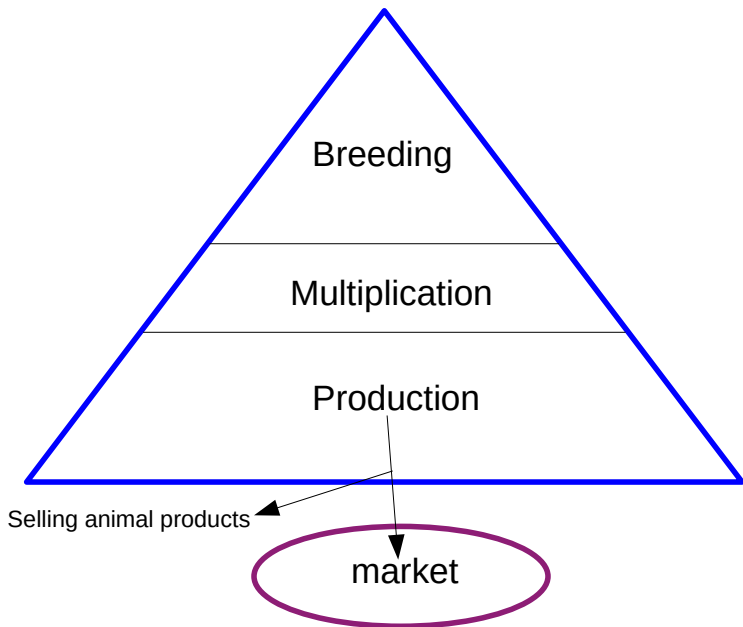 Breeding
Multiplication
Production
Selling animal products
market